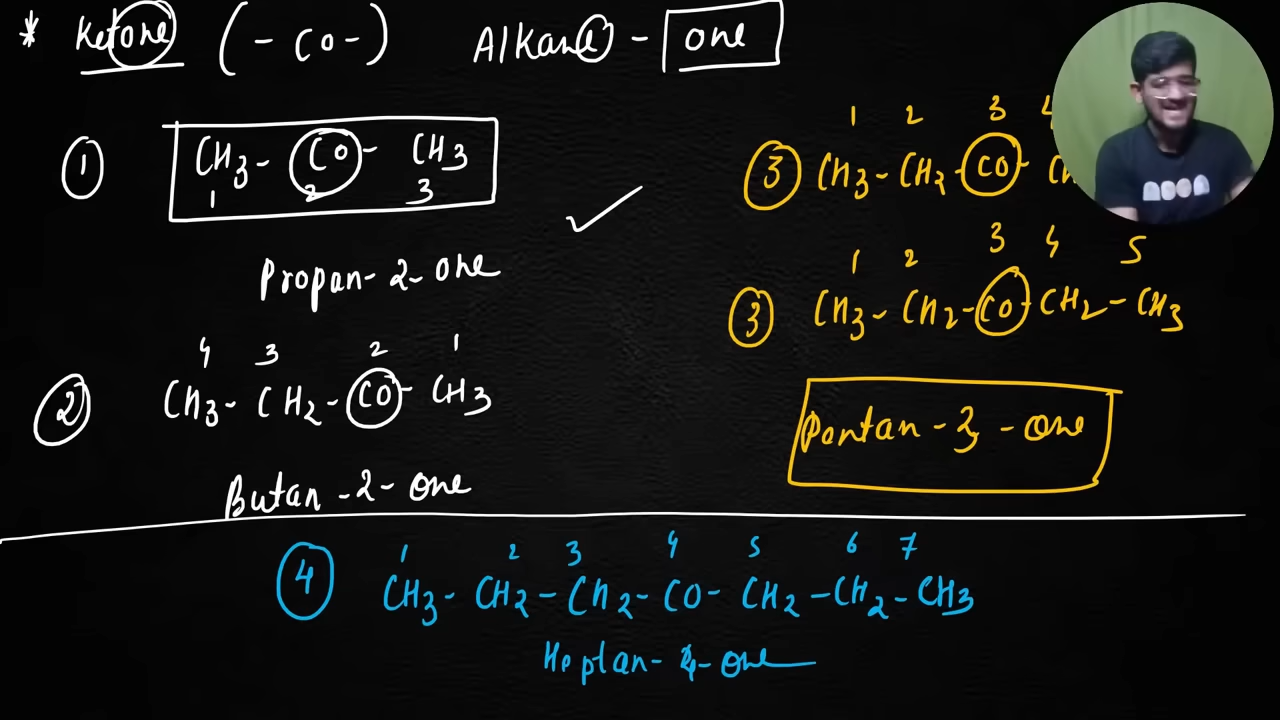 * Ketone (-CO-) Alkane - one
① CH3 - CO - CH3
1 2 3
Propan-2-one
4 3 2 1
② CH3 - CH2 - CO - CH3
Butan-2-one
1 2 3 4
③ CH3 - CH2 - CO -
NOON
1 2 3 4 5
③ CH3 - CH2 - CO - CH2 - CH3
Pentan-3-one
1 2 3 4 5 6 7
④ CH3 - CH2 - CH2 - CO - CH2 - CH2 - CH3
Heptan-4-one